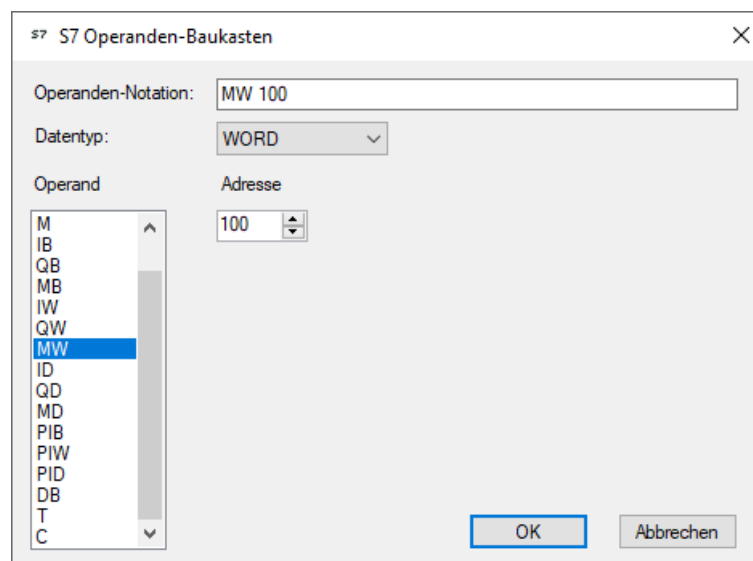 S7 S7 Operanden-Baukasten
Operanden-Notation: MW 100
Datentyp: WORD
Operand Adresse
100
M
IB
QB
MB
IW
QW
MW
ID
QD
MD
PIB
PIW
PID
DB
T
C
OK Abbrechen